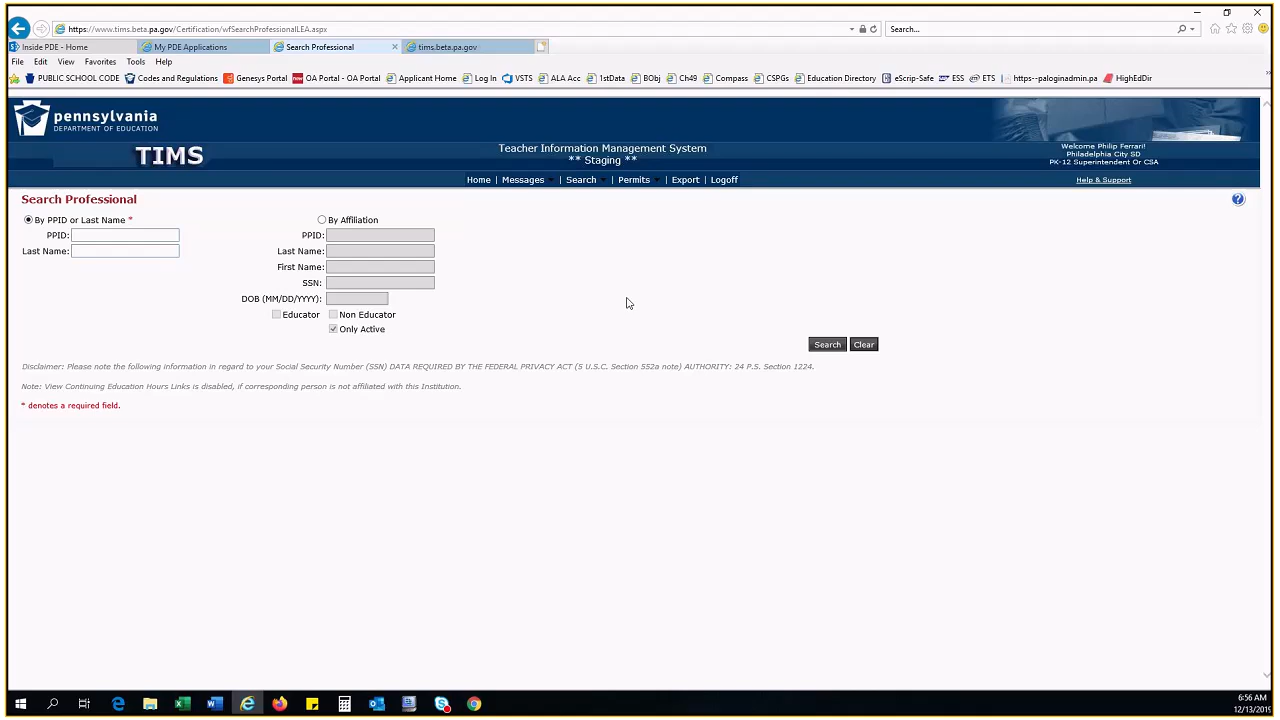 https://www.tims.beta.pa.gov/Certification/wfSearchProfessionalLEA.aspx
Search...
Inside PDE - Home
My PDE Applications
Search Professional
tims.beta.pa.gov
File Edit View Favorites Tools Help
PUBLIC SCHOOL CODE Codes and Regulations Genesys Portal OA Portal - OA Portal Applicant Home Log In VSTS ALA Acc 1stData BObj Ch49 Compass CSPGs Education Directory eScrip-Safe ESS ETS https--paloginadmin.pa HighEdDir
pennsylvania
DEPARTMENT OF EDUCATION
TIMS
Teacher Information Management System
** Staging **
Welcome Philip Ferrari!
Philadelphia City SD
PK-12 Superintendent Or CSA
Home | Messages | Search | Permits | Export | Logoff
Help & Support
Search Professional
By PPID or Last Name *
By Affiliation
PPID:
PPID:
Last Name:
Last Name:
First Name:
SSN:
DOB (MM/DD/YYYY):
Educator
Non Educator
Only Active
Search
Clear
Disclaimer: Please note the following information in regard to your Social Security Number (SSN) DATA REQUIRED BY THE FEDERAL PRIVACY ACT (5 U.S.C. Section 552a note) AUTHORITY: 24 P.S. Section 1224.
Note: View Continuing Education Hours Links is disabled, if corresponding person is not affiliated with this Institution.
* denotes a required field.
6:56 AM
12/13/2019